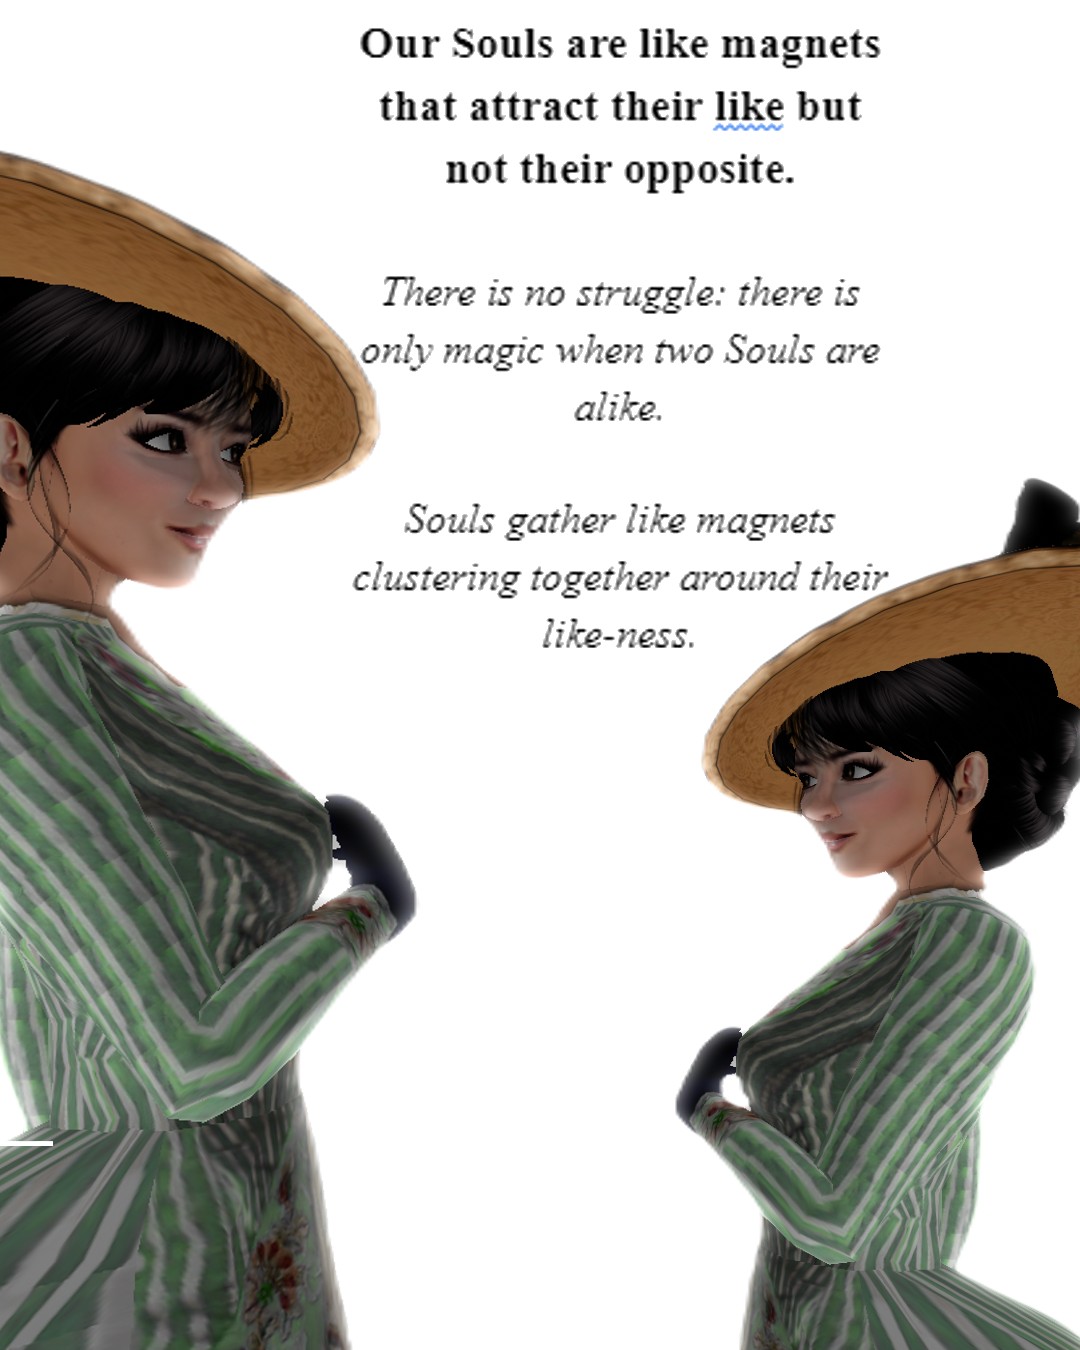 Our Souls are like magnets
that attract their like but
not their opposite.
There is no struggle: there is
only magic when two Souls are
alike.
Souls gather like magnets
clustering together around their
like-ness.